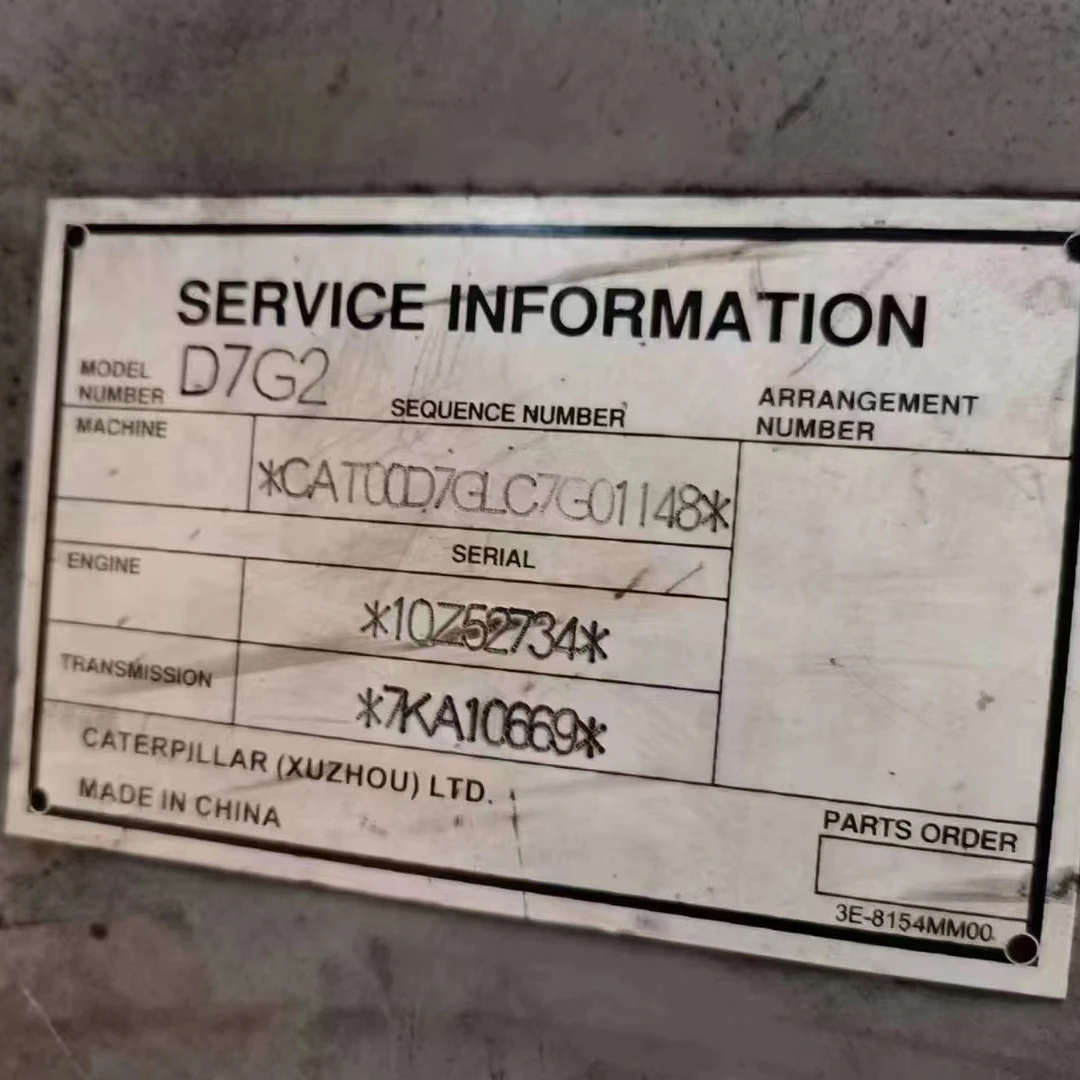 SERVICE INFORMATION
MODEL NUMBER D7G2
SEQUENCE NUMBER
ARRANGEMENT NUMBER
MACHINE
*CAT00D7GLC7G01148*
SERIAL
ENGINE
*10Z52734*
TRANSMISSION
*7KA10669*
CATERPILLAR (XUZHOU) LTD.
MADE IN CHINA
PARTS ORDER
3E-8154MM00